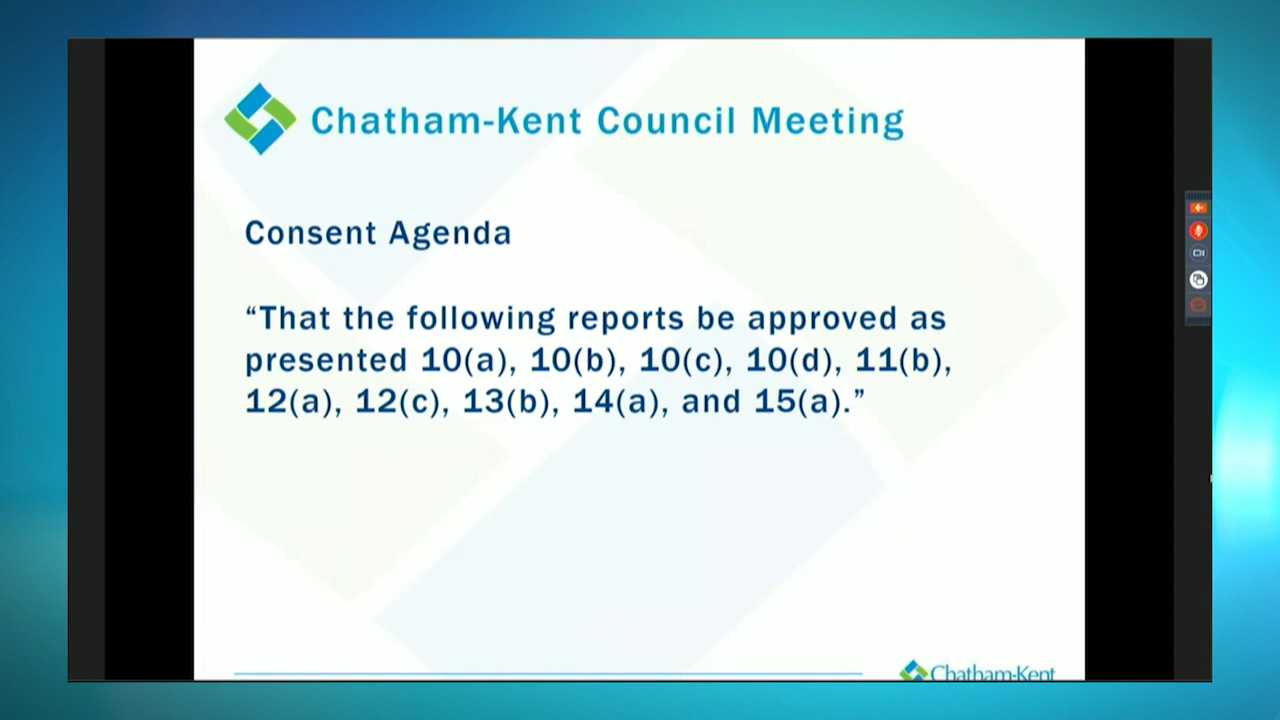 Chatham-Kent Council Meeting
Consent Agenda
“That the following reports be approved as
presented 10(a), 10(b), 10(c), 10(d), 11(b),
12(a), 12(c), 13(b), 14(a), and 15(a).”
Chatham-Kent